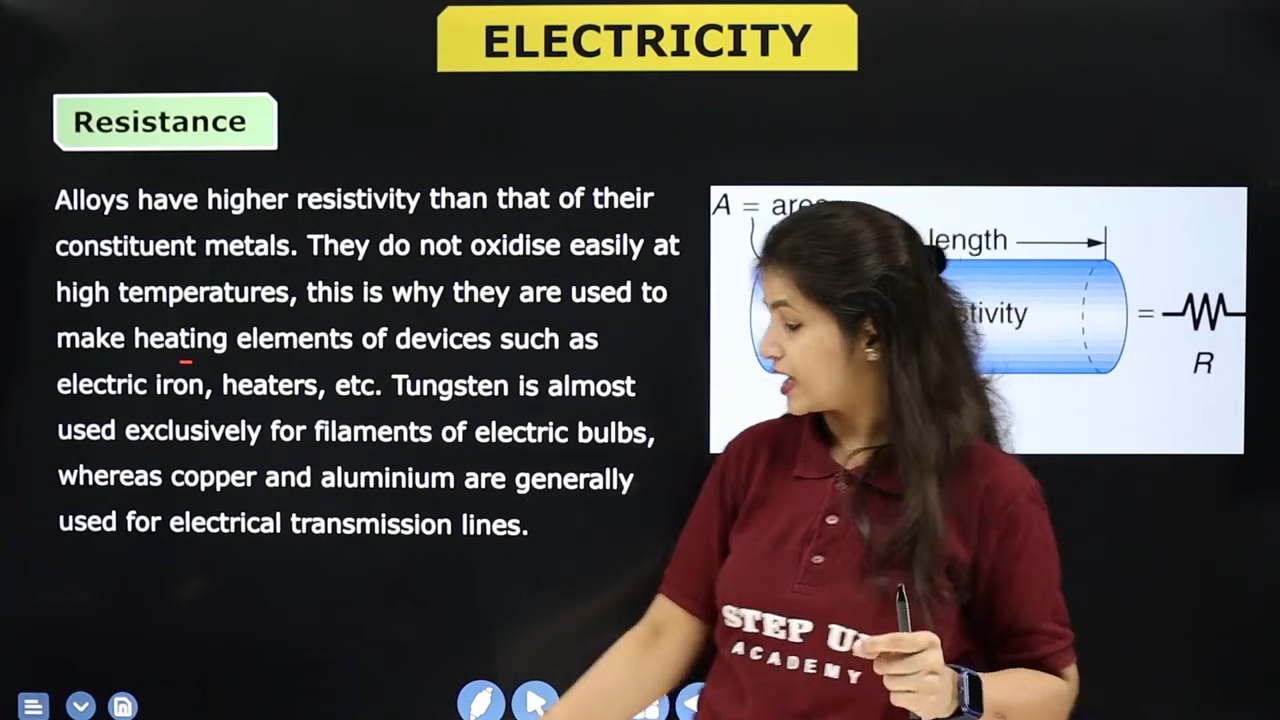 ELECTRICITY
Resistance
Alloys have higher resistivity than that of their
constituent metals. They do not oxidise easily at
high temperatures, this is why they are used to
make heating elements of devices such as
electric iron, heaters, etc. Tungsten is almost
used exclusively for filaments of electric bulbs,
whereas copper and aluminium are generally
used for electrical transmission lines.
A =
length
=
R
STEP
ACADEMY